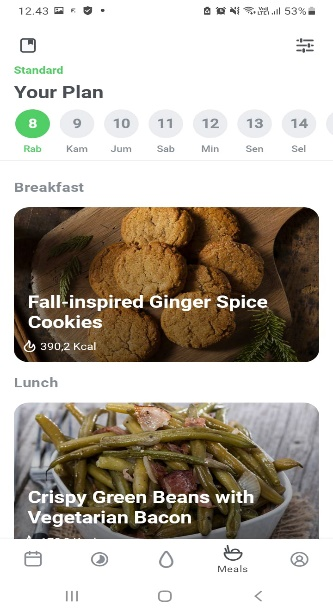 12.43
53%
Standard
Your Plan
8 9 10 11 12 13 14
Rab Kam Jum Sab Min Sen Sel
Breakfast
Fall-inspired Ginger Spice
Cookies
390,2 Kcal
Lunch
Crispy Green Beans with
Vegetarian Bacon
Meals